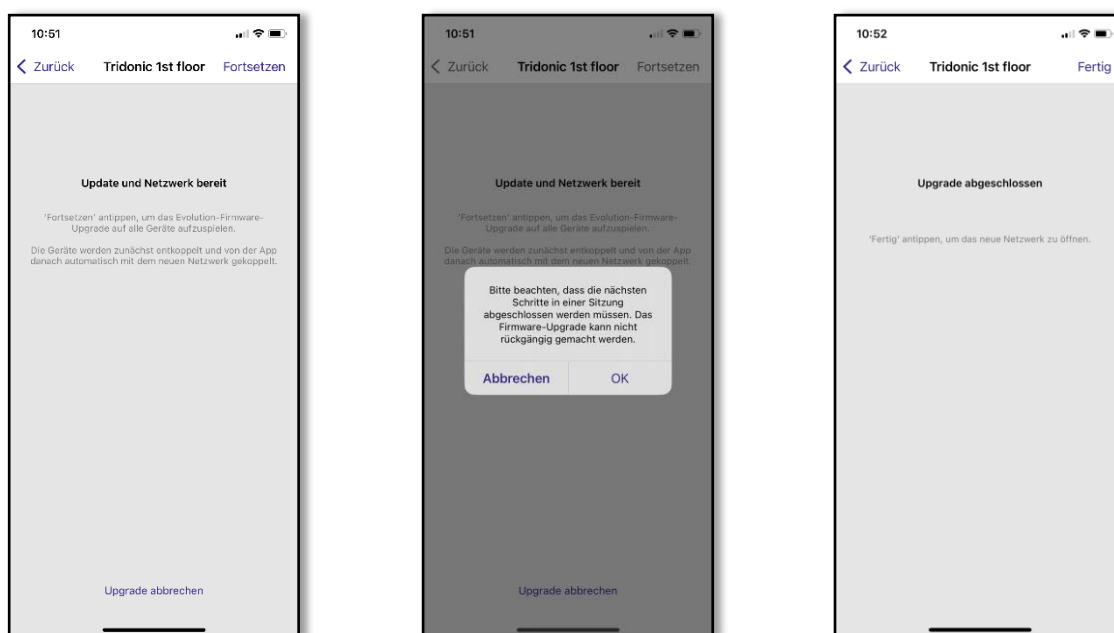 10:51
Zurück Tridonic 1st floor Fortsetzen
Update und Netzwerk bereit
'Fortsetzen' antippen, um das Evolution-Firmware-
Upgrade auf alle Geräte aufzuspielen.
Die Geräte werden zunächst entkoppelt und von der App
danach automatisch mit dem neuen Netzwerk gekoppelt.
Upgrade abbrechen
10:51
Zurück Tridonic 1st floor Fortsetzen
Update und Netzwerk bereit
'Fortsetzen' antippen, um das Evolution-Firmware-
Upgrade auf alle Geräte aufzuspielen.
Die Geräte werden zunächst entkoppelt und von der App
danach automatisch mit dem neuen Netzwerk gekoppelt.
Bitte beachten, dass die nächsten
Schritte in einer Sitzung
abgeschlossen werden müssen. Das
Firmware-Upgrade kann nicht
rückgängig gemacht werden.
Abbrechen OK
Upgrade abbrechen
10:52
Zurück Tridonic 1st floor Fertig
Upgrade abgeschlossen
'Fertig' antippen, um das neue Netzwerk zu öffnen.